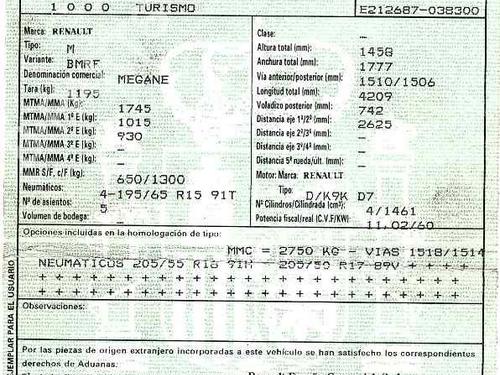 1 0 0 0 TURISMO E212687-038300
Marca: RENAULT
Tipo: M
Variante: BMRF
Denominación comercial: MEGANE
Tara (kg): 1195
MTMA/MMA (Kg): 1745
MTMA/MMA 1º E (kg): 1015
MTMA/MMA 2º E (kg): 930
MTMA/MMA 3º E (kg): –
MTMA/MMA 4º E (kg): –
MMR S/F, c/F (kg): 650/1300
Neumáticos: 4-195/65 R15 91T
Nº de asientos: 5
Volumen de bodega: –
Clase: –
Altura total (mm): 1458
Anchura total (mm): 1777
Vía anterior/posterior (mm): 1510/1506
Longitud total (mm): 4209
Voladizo posterior (mm): 742
Distancia eje 1º/2º (mm): 2625
Distancia eje 2º/3º (mm): –
Distancia eje 3º/4º (mm): –
Distancia 5ª rueda/últ. (mm): –
Motor: Marca: RENAULT
Tipo: D/K9K D7
Nº Cilindros/Cilindrada (cm³): 4/1461
Potencia fiscal/real (C.V.F/KW): 11.02/60
Opciones incluidas en la homologación de tipo:
MMC = 2750 KG - VIAS 1518/1514
NEUMATICOS 205/55 R16 91H 205/50 R17 89V + + + +
+ + + + + + + + + + + + + + + + + + + +
+ + + + + + + + + + + + + + + + + + + +
Observaciones:
Por las piezas de origen extranjero incorporadas a este vehículo se han satisfecho los correspondientes
derechos de Aduanas.
EJEMPLAR PARA EL USUARIO